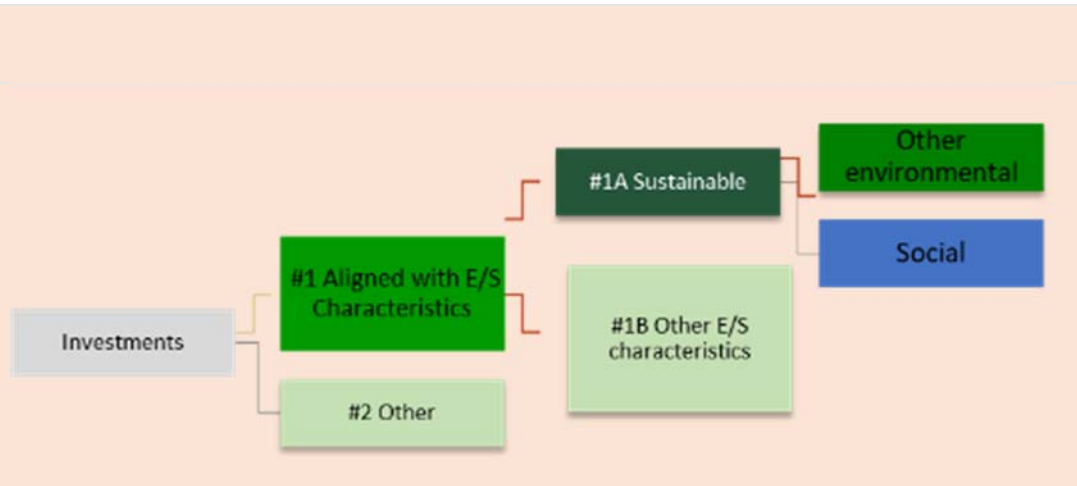 Other
environmental
#1A Sustainable
Social
#1 Aligned with E/S
Characteristics
#1B Other E/S
characteristics
Investments
#2 Other